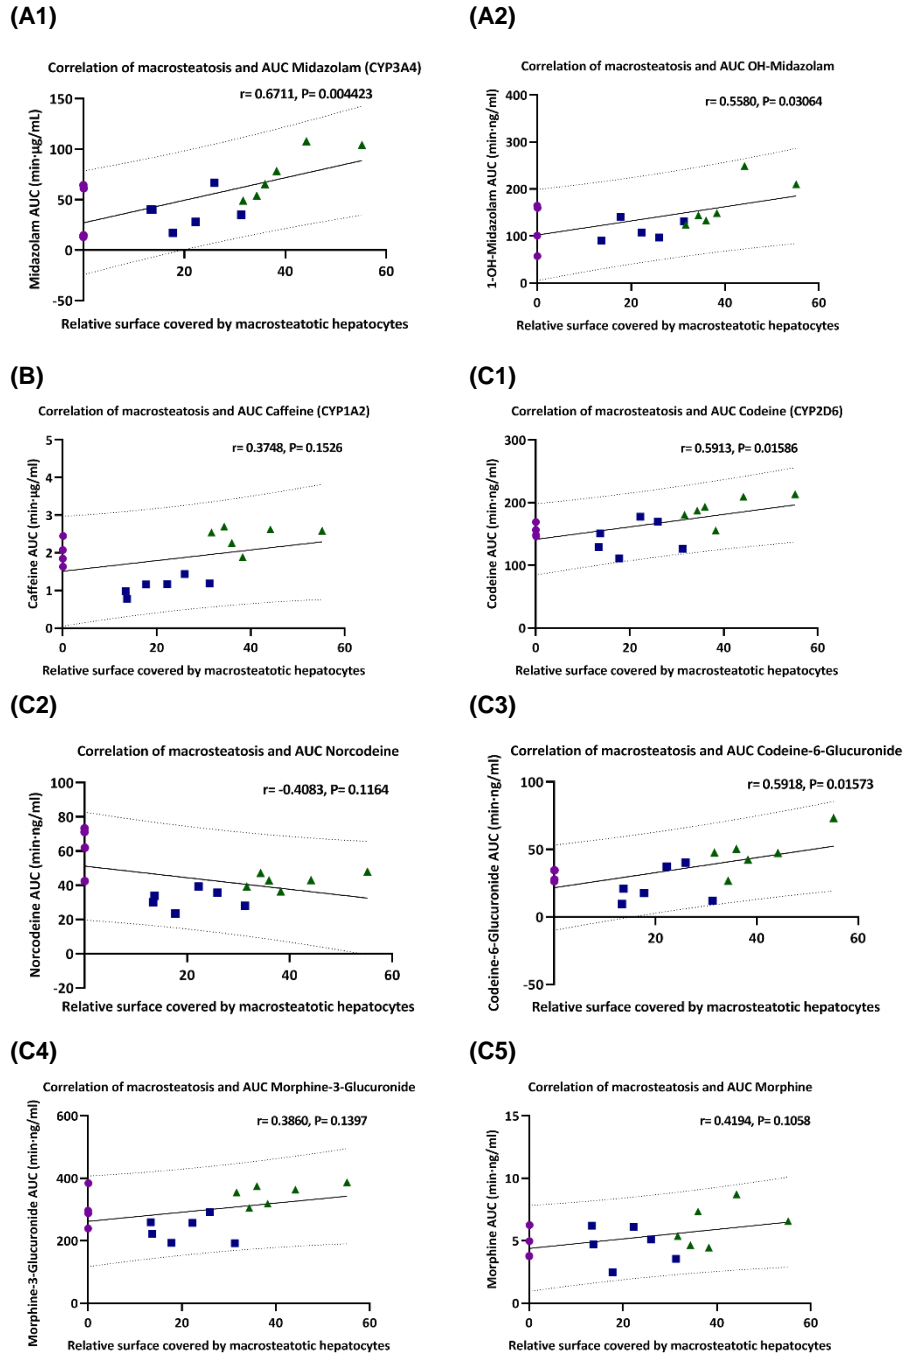 (A1)
Correlation of macrosteatosis and AUC Midazolam (CYP3A4)
r= 0.6711, P= 0.004423
Midazolam AUC (min·µg/mL)
150
100
50
0
-50
20
40
60
Relative surface covered by macrosteatotic hepatocytes
(A2)
Correlation of macrosteatosis and AUC OH-Midazolam
r= 0.5580, P= 0.03064
1-OH-Midazolam AUC (min·ng/ml)
400
300
200
100
0
0
20
40
60
Relative surface covered by macrosteatotic hepatocytes
(B)
Correlation of macrosteatosis and AUC Caffeine (CYP1A2)
r= 0.3748, P= 0.1526
Caffeine AUC (min·µg/ml)
5
4
3
2
1
0
0
20
40
60
Relative surface covered by macrosteatotic hepatocytes
(C1)
Correlation of macrosteatosis and AUC Codeine (CYP2D6)
r= 0.5913, P= 0.01586
Codeine AUC (min·ng/ml)
300
200
100
0
0
20
40
60
Relative surface covered by macrosteatotic hepatocytes
(C2)
Correlation of macrosteatosis and AUC Norcodeine
r= -0.4083, P= 0.1164
Norcodeine AUC (min·ng/ml)
100
80
60
40
20
0
-20
20
40
60
Relative surface covered by macrosteatotic hepatocytes
(C3)
Correlation of macrosteatosis and AUC Codeine-6-Glucuronide
r= 0.5918, P= 0.01573
Codeine-6-Glucuronide AUC (min·ng/ml)
100
50
0
-50
20
40
60
Relative surface covered by macrosteatotic hepatocytes
(C4)
Correlation of macrosteatosis and AUC Morphine-3-Glucuronide
r= 0.3860, P= 0.1397
Morphine-3-Glucuronide AUC (min·ng/ml)
600
400
200
0
0
20
40
60
Relative surface covered by macrosteatotic hepatocytes
(C5)
Correlation of macrosteatosis and AUC Morphine
r= 0.4194, P= 0.1058
Morphine AUC (min·ng/ml)
15
10
5
0
0
20
40
60
Relative surface covered by macrosteatotic hepatocytes